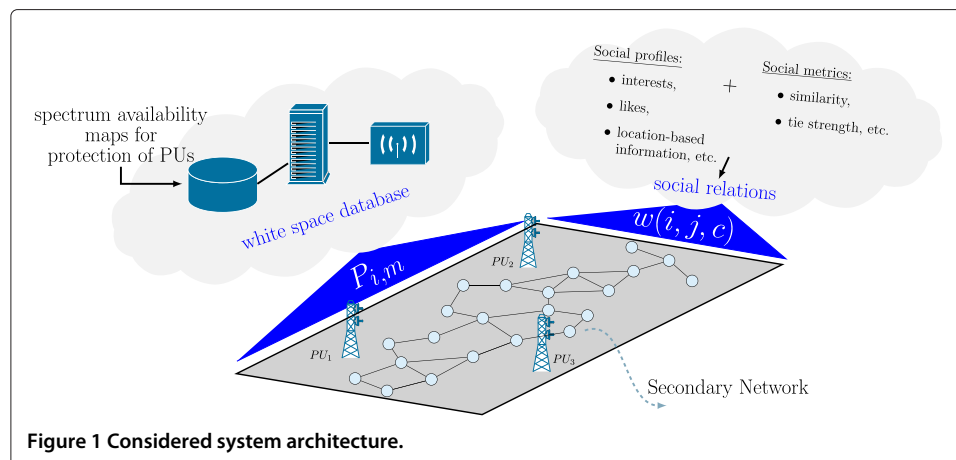 spectrum availability
maps for
protection of PUs
white space database
Social profiles:
• interests,
• likes,
• location-based
information, etc.
+
Social metrics:
• similarity,
• tie strength, etc.
social relations
P_{i,m}
w(i, j, c)
PU_1
PU_2
PU_3
Secondary Network
Figure 1 Considered system architecture.